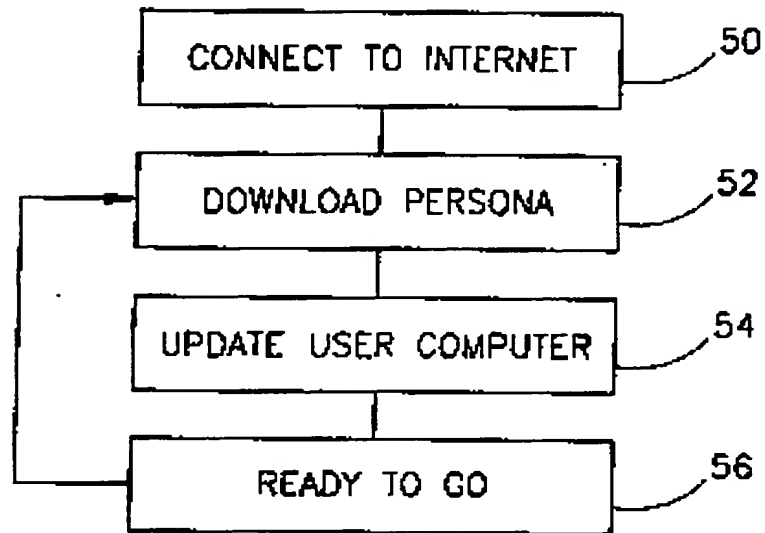 CONNECT TO INTERNET 50
DOWNLOAD PERSONA 52
UPDATE USER COMPUTER 54
READY TO GO 56